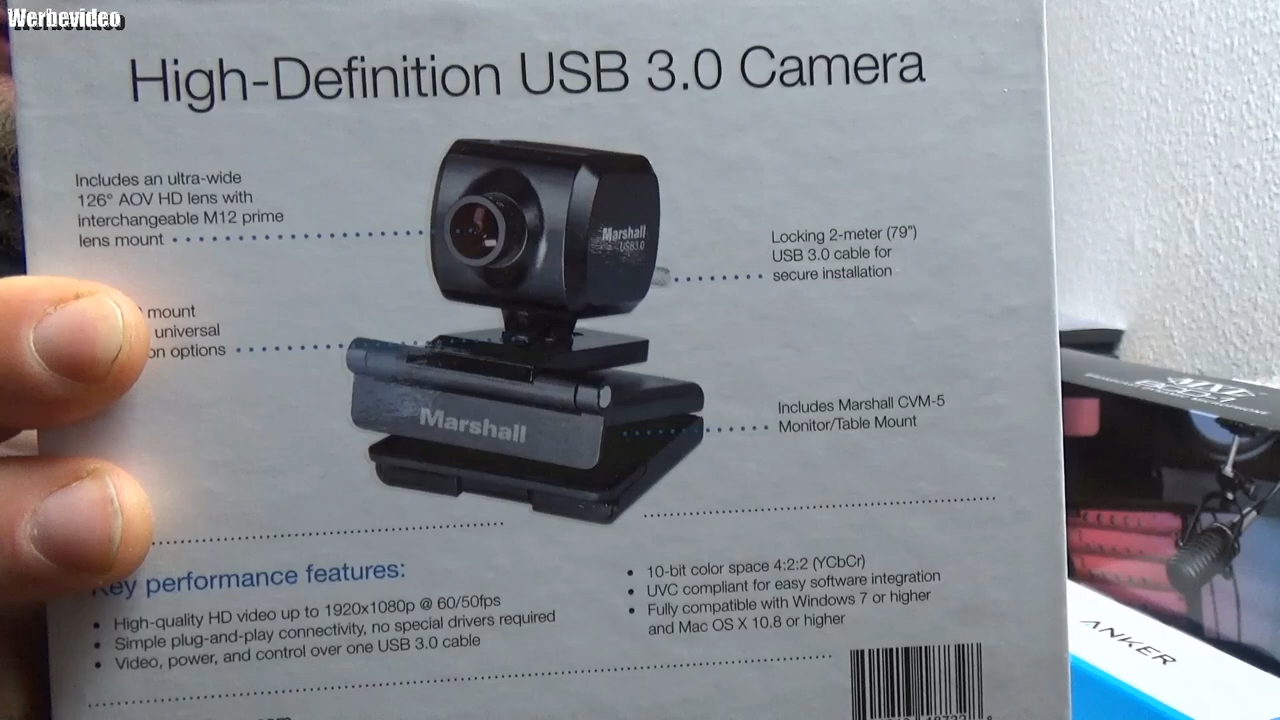 Werbevideo
High-Definition USB 3.0 Camera
Includes an ultra-wide
126° AOV HD lens with
interchangeable M12 prime
lens mount
Marshall
USB3.0
Locking 2-meter (79")
USB 3.0 cable for
secure installation
mount
universal
on options
Marshall
Includes Marshall CVM-5
Monitor/Table Mount
Key performance features:
• High-quality HD video up to 1920x1080p @ 60/50fps
• Simple plug-and-play connectivity, no special drivers required
• Video, power, and control over one USB 3.0 cable
• 10-bit color space 4:2:2 (YCbCr)
• UVC compliant for easy software integration
• Fully compatible with Windows 7 or higher
and Mac OS X 10.8 or higher
ANKER